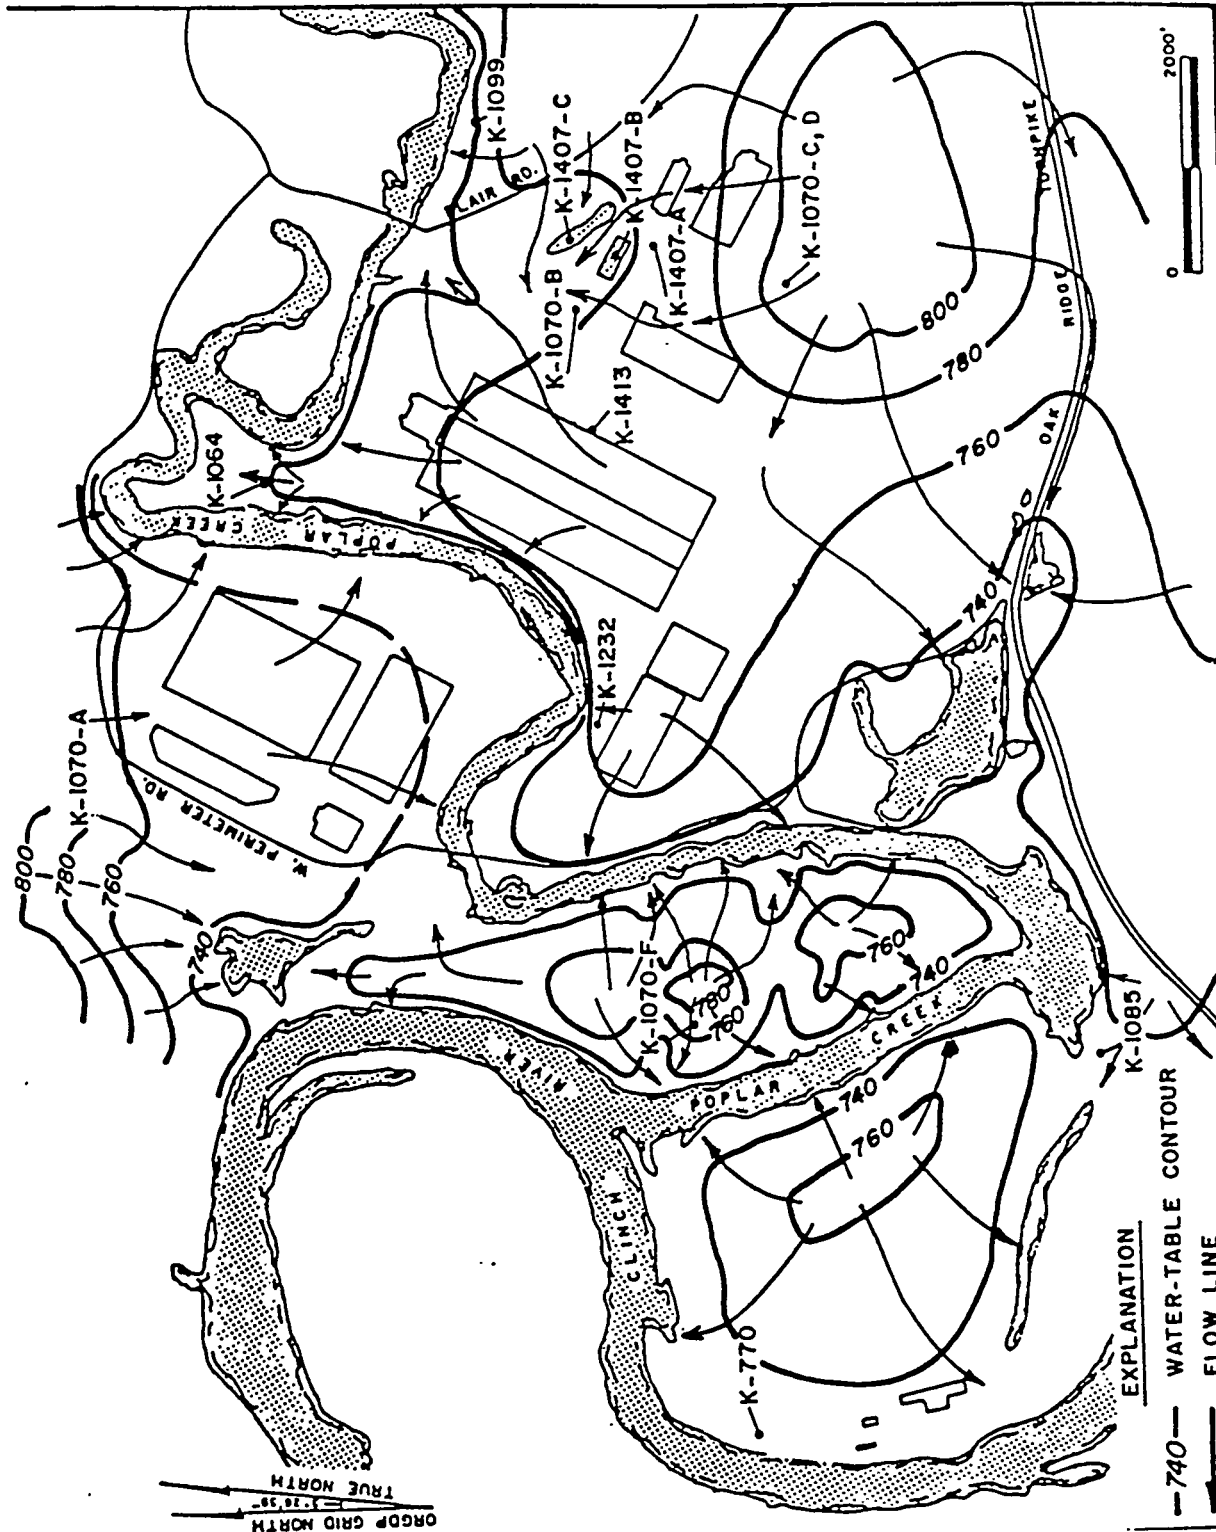 ORGDP GRID NORTH
TRUE NORTH
800
780
760
K-1070-A
W. PERIMETER RD.
740
K-1064
POPLAR CREEK
K-1099
BLAIR RD.
K-1407-C
K-1407-B
K-1070-B
K-1407-A
K-1413
K-1070-C,D
K-1232
800
780
760
740
OAK RIDGE TURNPIKE
CLINCH RIVER
K-1070-F
780
760
760
740
POPLAR CREEK
740
760
K-770
K-1085
EXPLANATION
740 WATER-TABLE CONTOUR
FLOW LINE
0 2000'